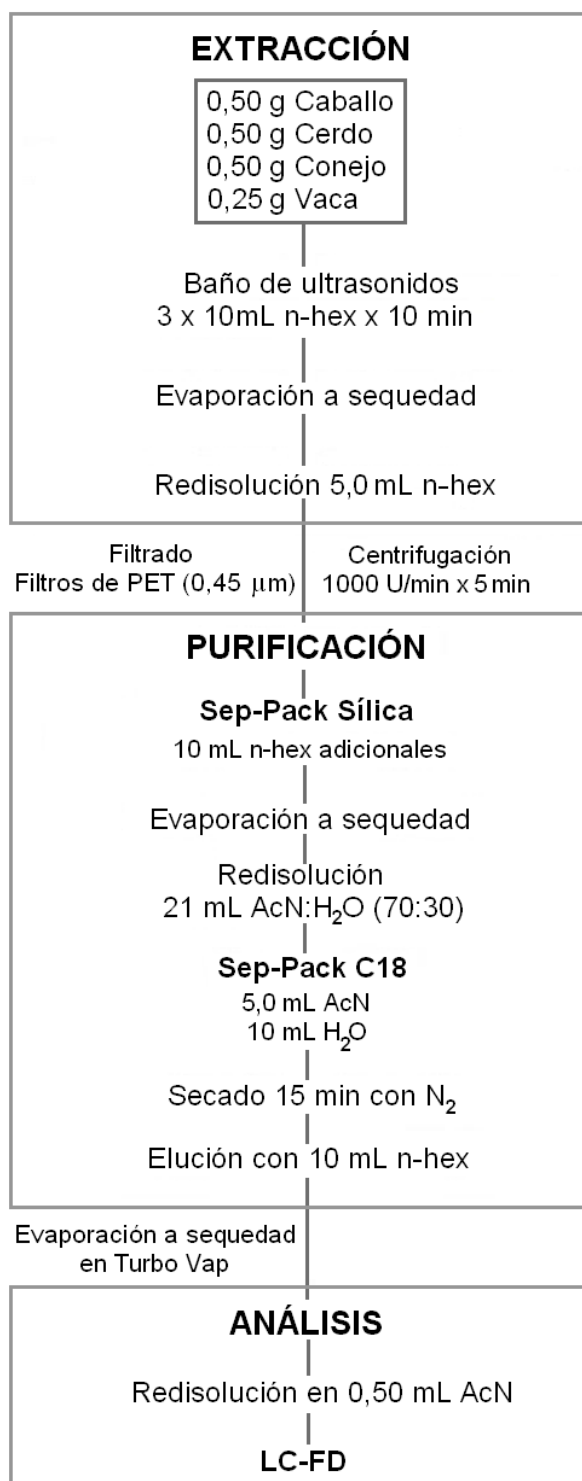 EXTRACCIÓN
0,50 g Caballo
0,50 g Cerdo
0,50 g Conejo
0,25 g Vaca
Baño de ultrasonidos
3 x 10mL n-hex x 10 min
Evaporación a sequedad
Redisolución 5,0 mL n-hex
Filtrado
Filtros de PET (0,45 µm)
Centrifugación
1000 U/min x 5 min
PURIFICACIÓN
Sep-Pack Sílica
10 mL n-hex adicionales
Evaporación a sequedad
Redisolución
21 mL AcN:H₂O (70:30)
Sep-Pack C18
5,0 mL AcN
10 mL H₂O
Secado 15 min con N₂
Elución con 10 mL n-hex
Evaporación a sequedad
en Turbo Vap
ANÁLISIS
Redisolución en 0,50 mL AcN
LC-FD